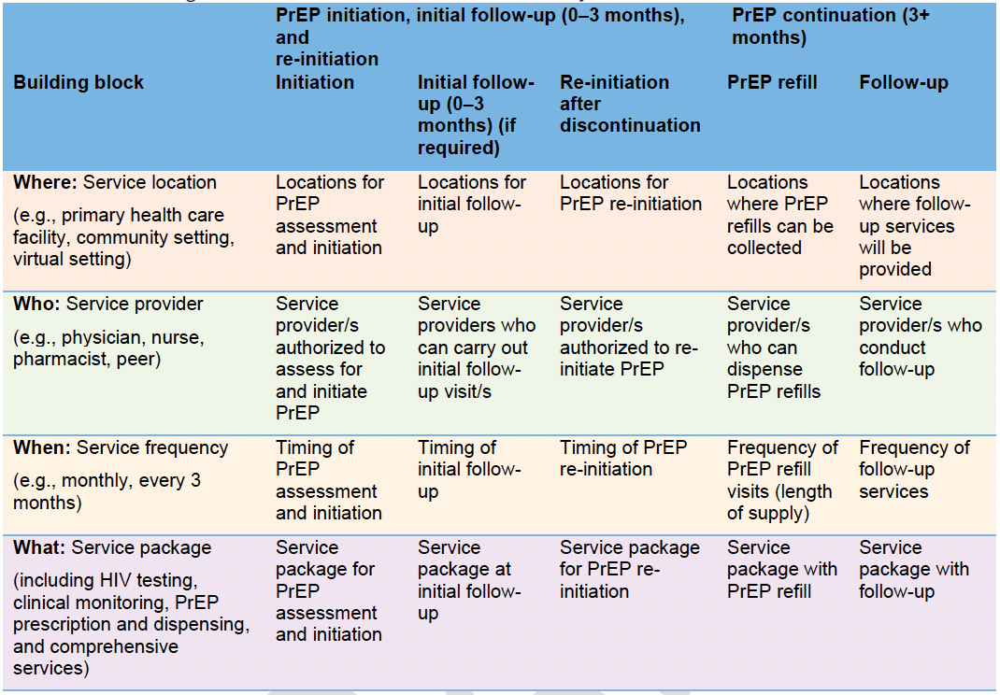 PrEP initiation, initial follow-up (0–3 months),
and
re-initiation
PrEP continuation (3+
months)
Building block
Initiation
Initial follow-
up (0–3
months) (if
required)
Re-initiation
after
discontinuation
PrEP refill
Follow-up
Where: Service location
(e.g., primary health care
facility, community setting,
virtual setting)
Locations for
PrEP
assessment
and initiation
Locations for
initial follow-
up
Locations for
PrEP re-initiation
Locations
where PrEP
refills can be
collected
Locations
where follow-
up services
will be
provided
Who: Service provider
(e.g., physician, nurse,
pharmacist, peer)
Service
provider/s
authorized to
assess for
and initiate
PrEP
Service
providers who
can carry out
initial follow-
up visit/s
Service
provider/s
authorized to re-
initiate PrEP
Service
provider/s
who can
dispense
PrEP refills
Service
provider/s who
conduct
follow-up
When: Service frequency
(e.g., monthly, every 3
months)
Timing of
PrEP
assessment
and initiation
Timing of
initial follow-
up
Timing of PrEP
re-initiation
Frequency of
PrEP refill
visits (length
of supply)
Frequency of
follow-up
services
What: Service package
(including HIV testing,
clinical monitoring, PrEP
prescription and dispensing,
and comprehensive
services)
Service
package for
PrEP
assessment
and initiation
Service
package at
initial follow-
up
Service package
for PrEP re-
initiation
Service
package with
PrEP refill
Service
package with
follow-up